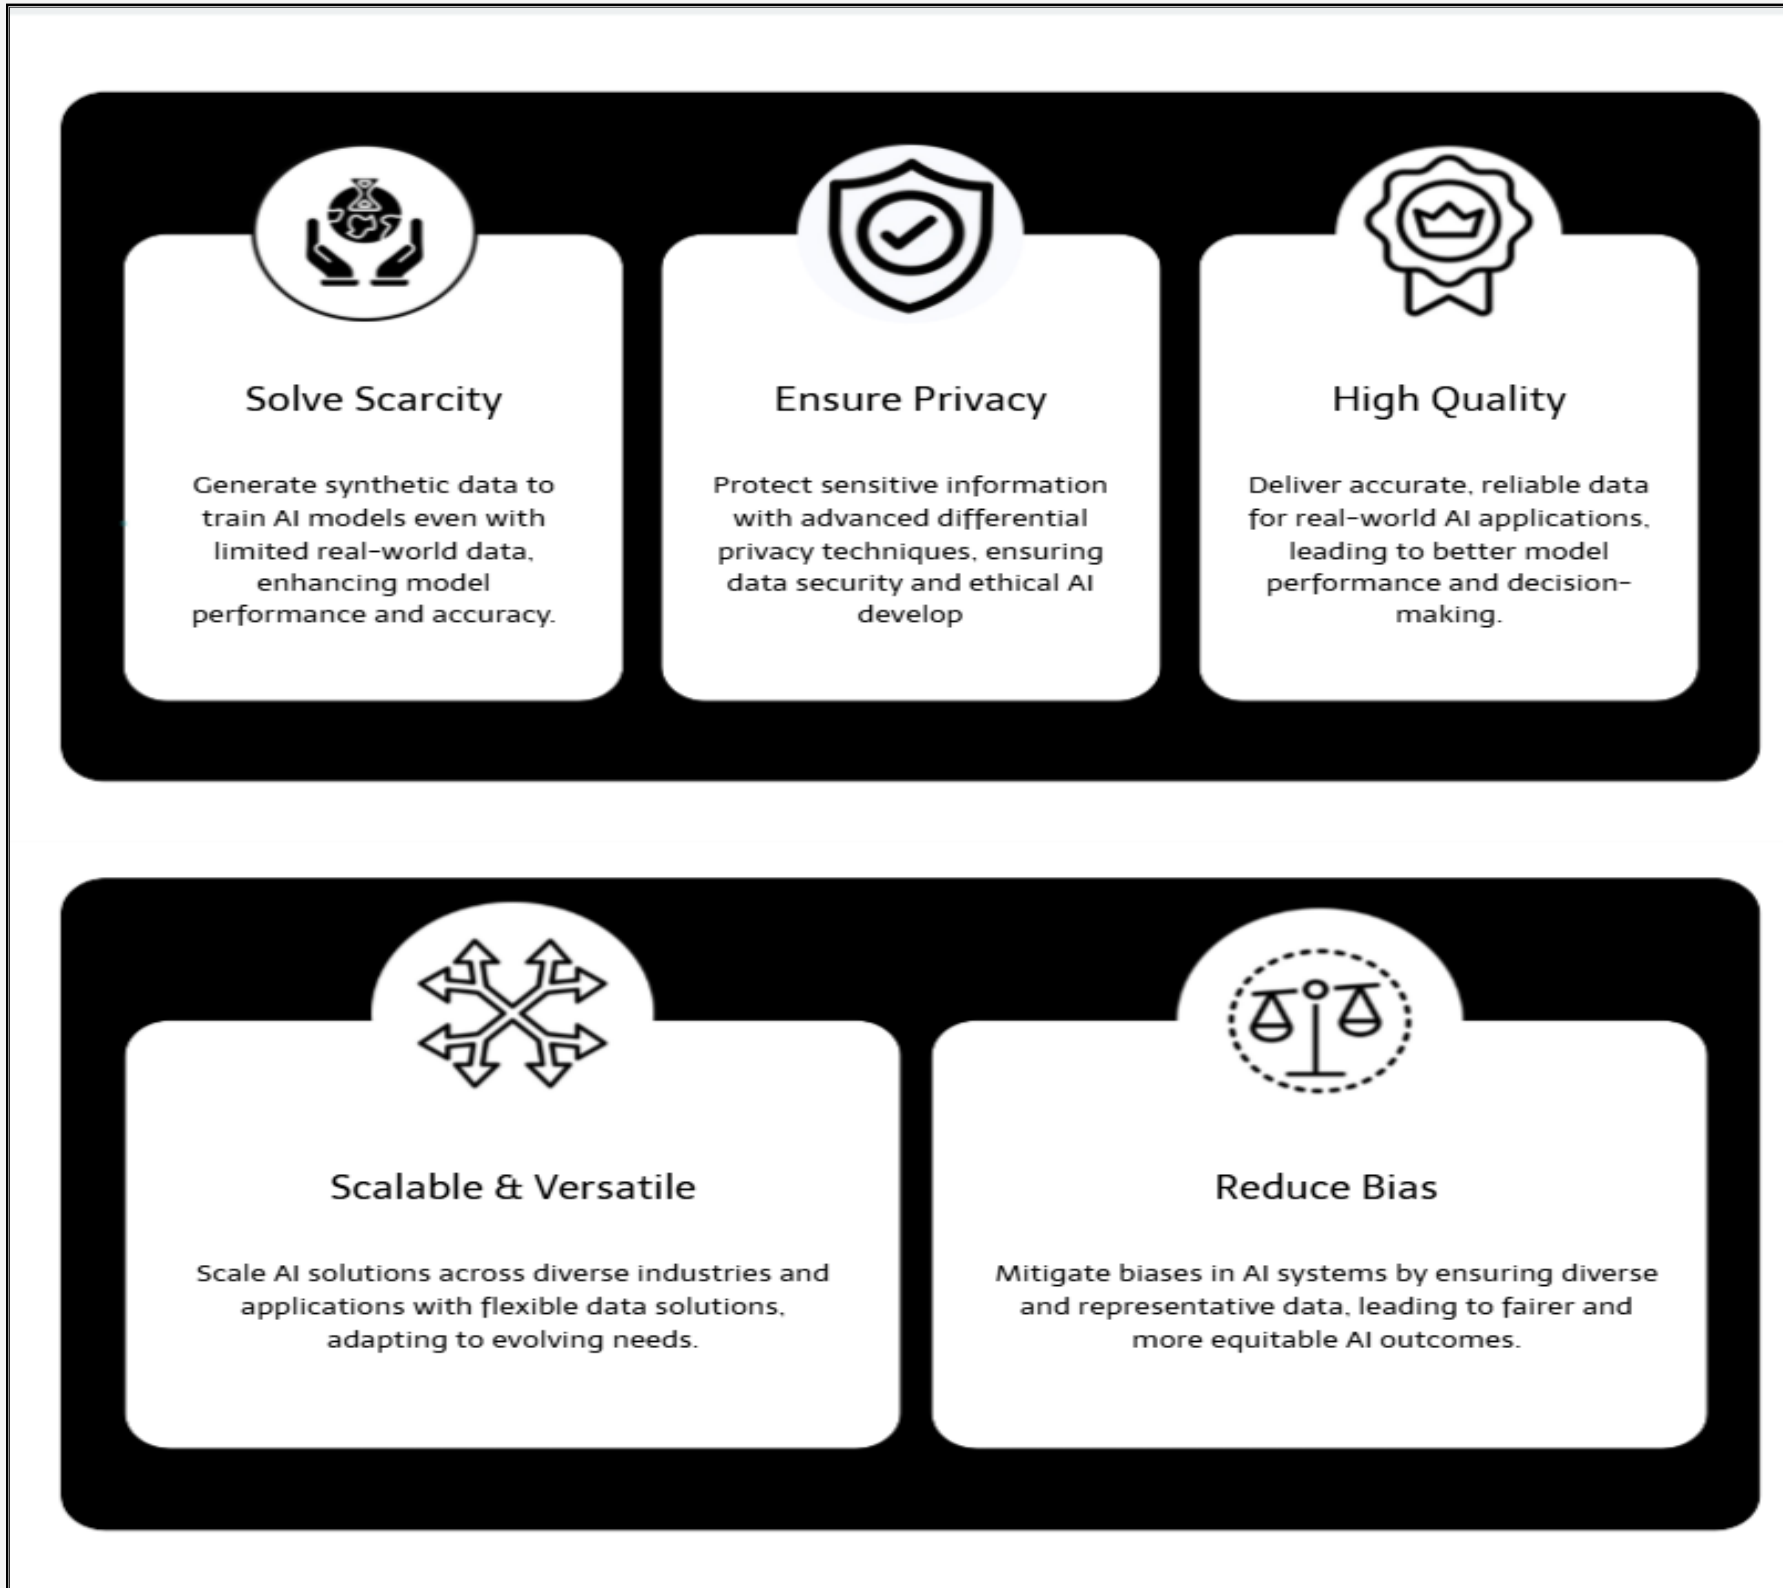 Solve Scarcity
Generate synthetic data to
train AI models even with
limited real-world data,
enhancing model
performance and accuracy.
Ensure Privacy
Protect sensitive information
with advanced differential
privacy techniques, ensuring
data security and ethical AI
develop
High Quality
Deliver accurate, reliable data
for real-world AI applications,
leading to better model
performance and decision-
making.
Scalable & Versatile
Scale AI solutions across diverse industries and
applications with flexible data solutions,
adapting to evolving needs.
Reduce Bias
Mitigate biases in AI systems by ensuring diverse
and representative data, leading to fairer and
more equitable AI outcomes.